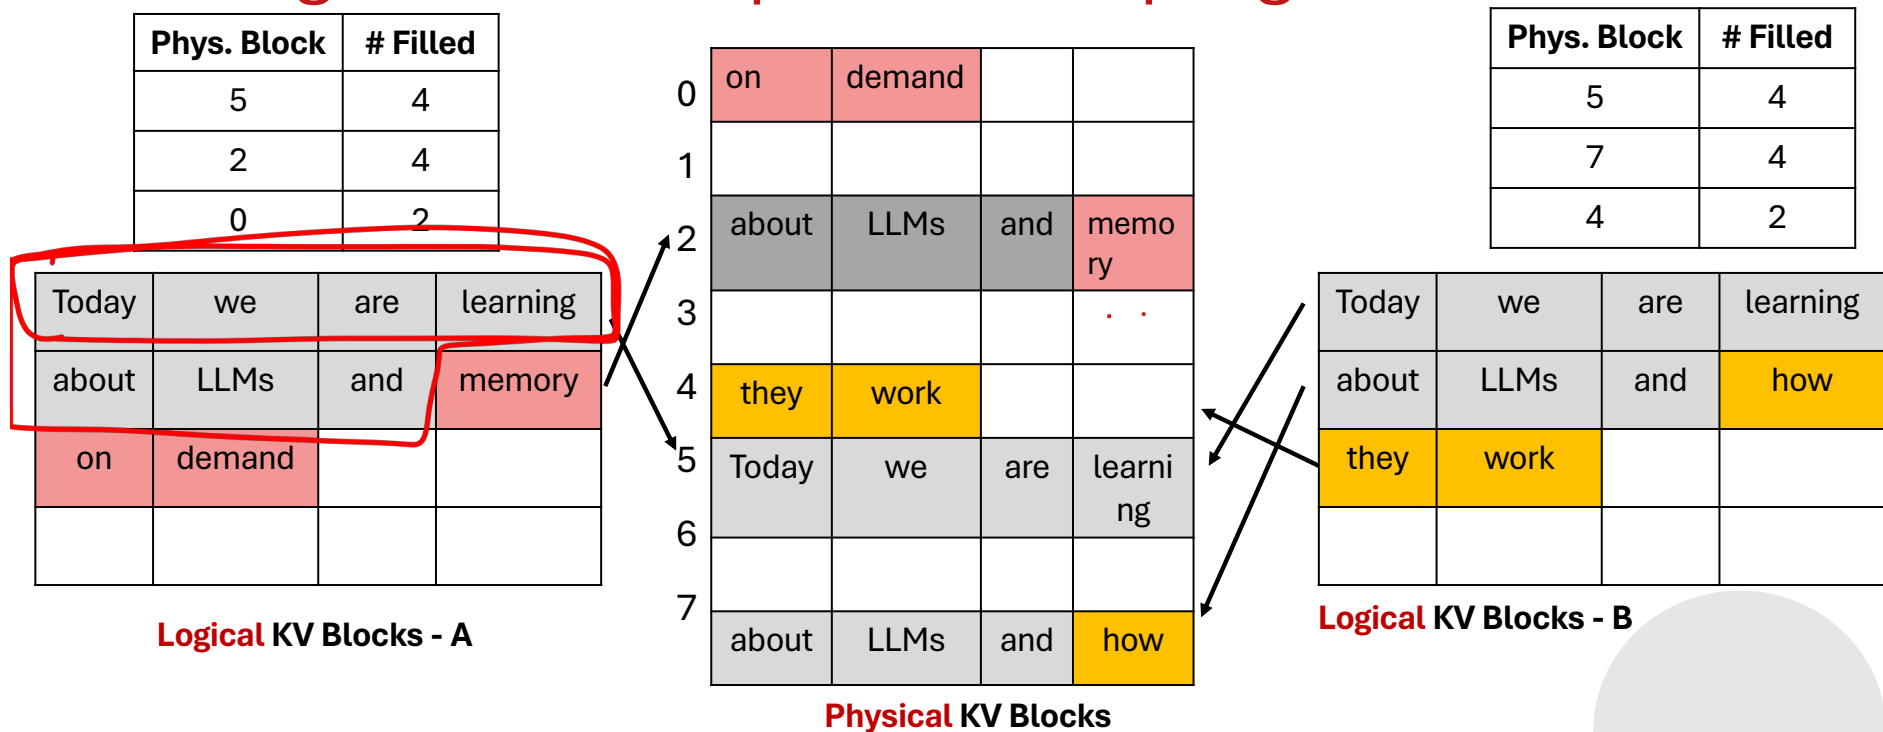 Phys. Block # Filled
5 4
2 4
0 2
Today we are learning
about LLMs and memory
on demand
Logical KV Blocks - A
0 on demand
1
2 about LLMs and memo
ry
3
4 they work
5 Today we are learni
ng
6
7
about LLMs and how
Physical KV Blocks
Phys. Block # Filled
5 4
7 4
4 2
Today we are learning
about LLMs and how
they work
Logical KV Blocks - B